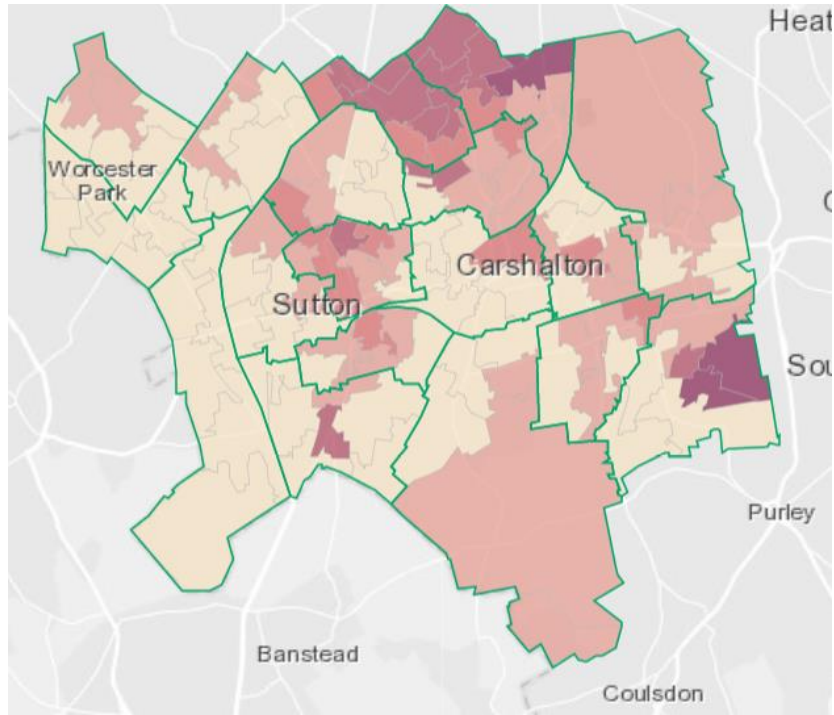 Heat
Worcester
Park
Carshalton
Sutton
Sou
Purley
Banstead
Coulsdon